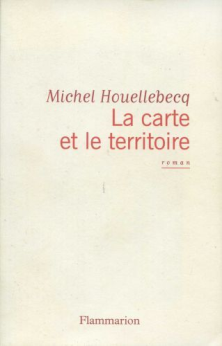 Michel Houellebecq
La carte
et le territoire
roman
Flammarion